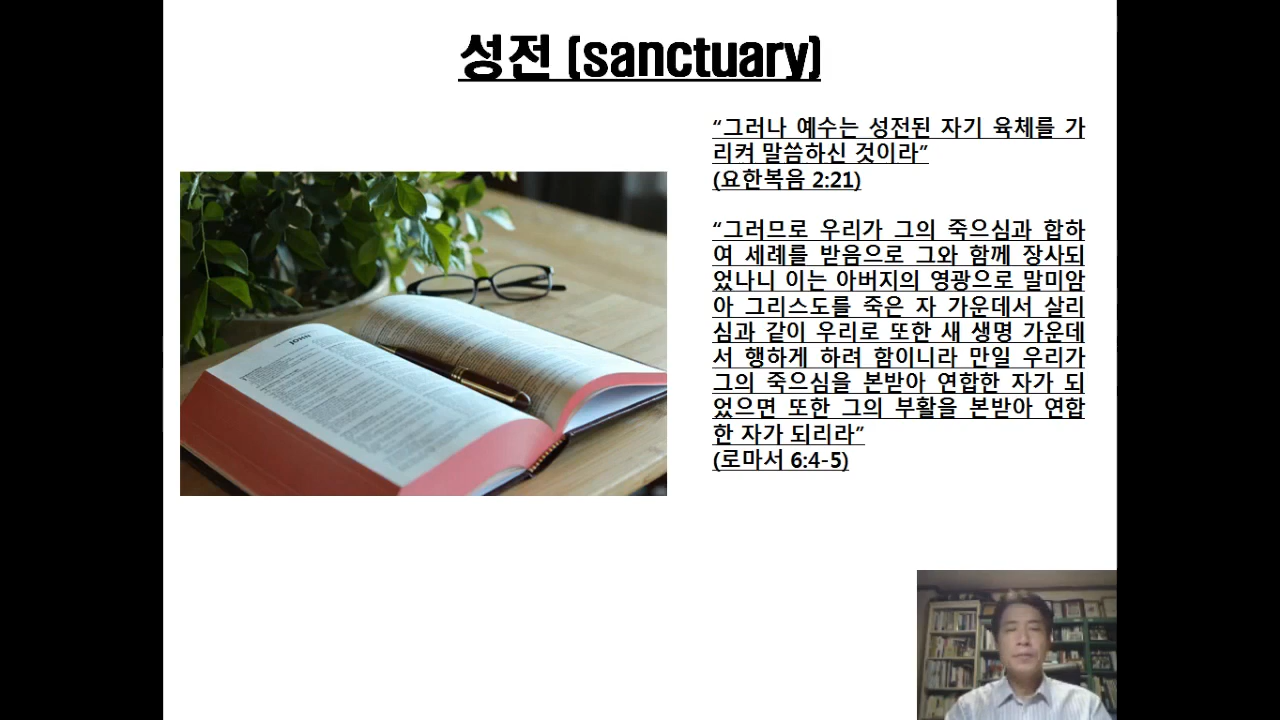 성전 (sanctuary)
“그러나 예수는 성전된 자기 육체를 가
리켜 말씀하신 것이라”
(요한복음 2:21)
“그러므로 우리가 그의 죽으심과 합하
여 세례를 받음으로 그와 함께 장사되
었나니 이는 아버지의 영광으로 말미암
아 그리스도를 죽은 자 가운데서 살리
심과 같이 우리로 또한 새 생명 가운데
서 행하게 하려 함이니라 만일 우리가
그의 죽으심을 본받아 연합한 자가 되
었으면 또한 그의 부활을 본받아 연합
한 자가 되리라”
(로마서 6:4-5)